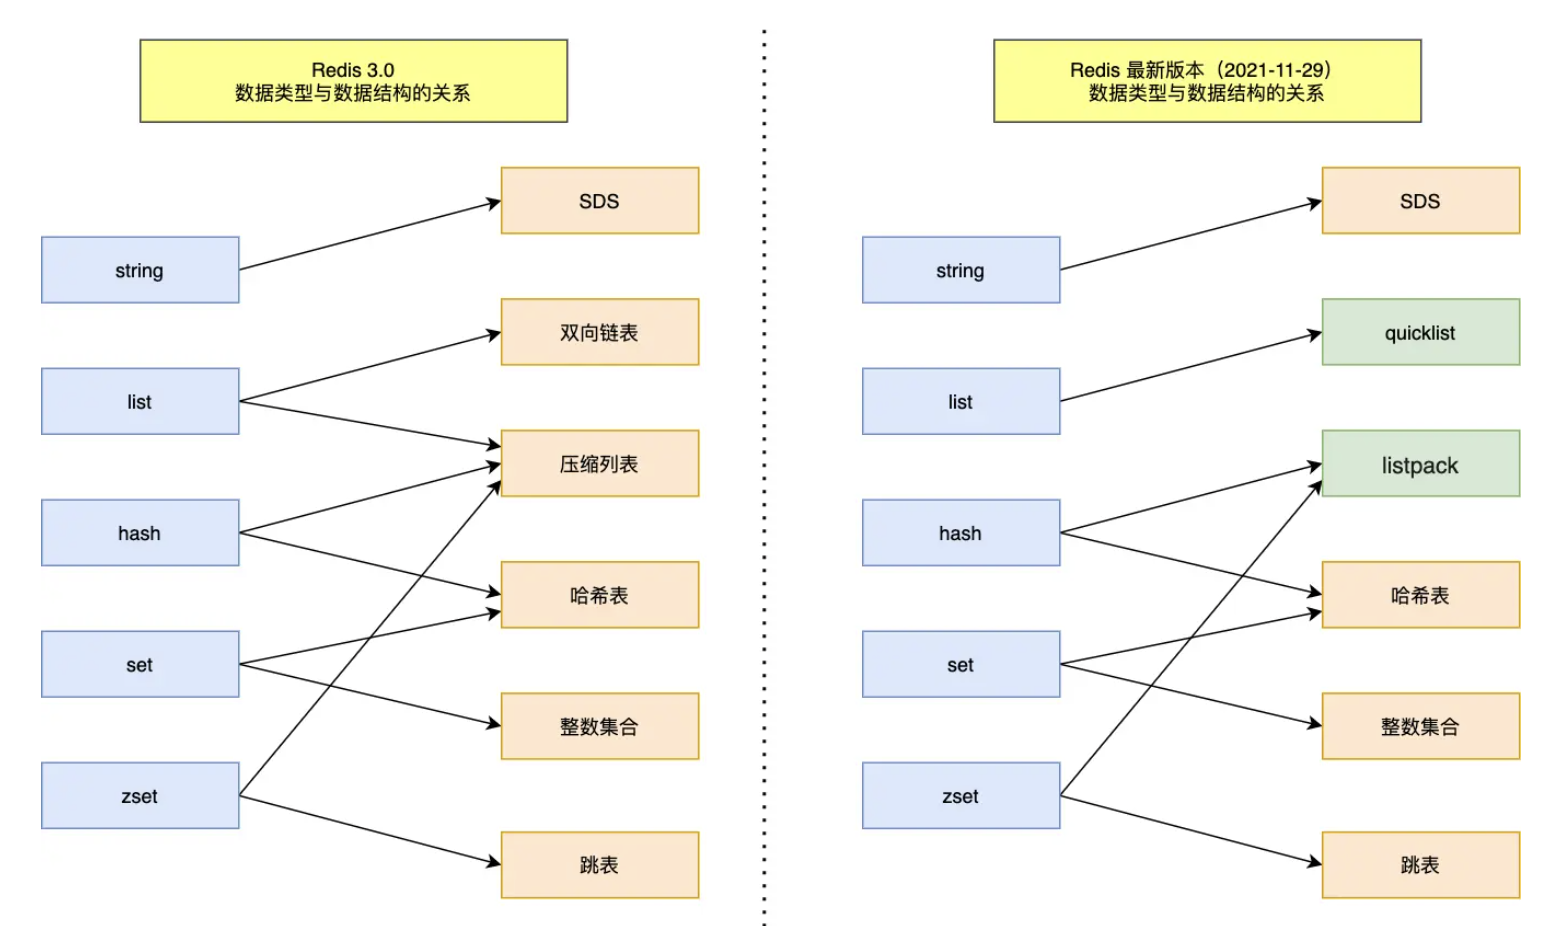 Redis 3.0
数据类型与数据结构的关系
SDS
string
双向链表
list
压缩列表
hash
哈希表
set
整数集合
zset
跳表
Redis 最新版本（2021-11-29）
数据类型与数据结构的关系
SDS
string
quicklist
list
listpack
hash
哈希表
set
整数集合
zset
跳表